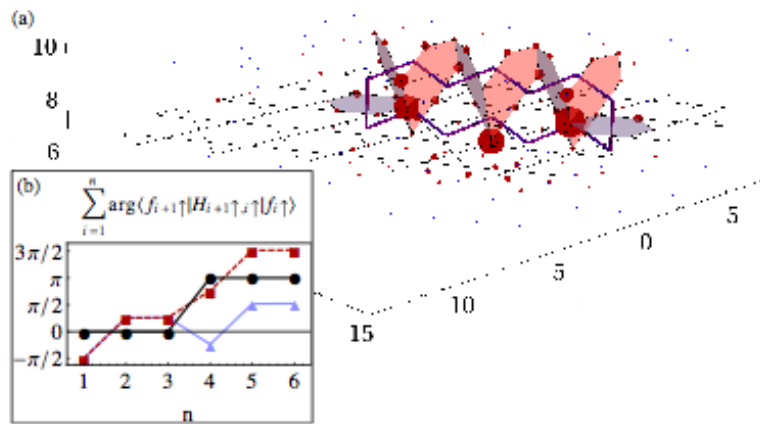 (a)
10
8
6
5
0
5
10
15
(b)
\sum_{i=1}^{n} arg⟨f_{i+1}↑|H_{i+1↑,i↑}|f_i↑⟩
3π/2
π
π/2
0
−π/2
1 2 3 4 5 6
n